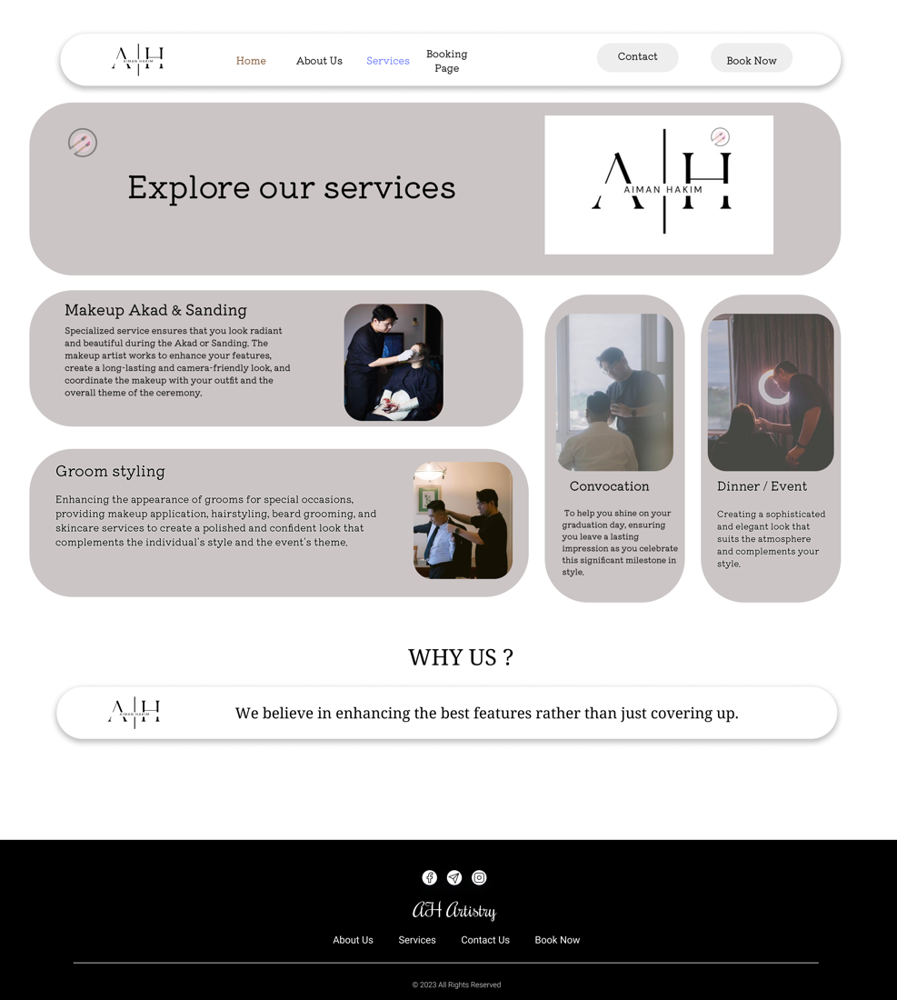 A H
AIMAN HAKIM
Home
About Us
Services
Booking
Page
Contact
Book Now
Explore our services
A H
AIMAN HAKIM
Makeup Akad & Sanding
Specialized service ensures that you look radiant
and beautiful during the Akad or Sanding. The
makeup artist works to enhance your features,
create a long-lasting and camera-friendly look, and
coordinate the makeup with your outfit and the
overall theme of the ceremony.
Groom styling
Enhancing the appearance of grooms for special occasions,
providing makeup application, hairstyling, beard grooming, and
skincare services to create a polished and confident look that
complements the individual's style and the event's theme.
Convocation
To help you shine on your
graduation day, ensuring
you leave a lasting
impression as you celebrate
this significant milestone in
style.
Dinner / Event
Creating a sophisticated
and elegant look that
suits the atmosphere
and complements your
style.
WHY US ?
A H
AIMAN HAKIM
We believe in enhancing the best features rather than just covering up.
AH Artistry
About Us
Services
Contact Us
Book Now
© 2023 All Rights Reserved